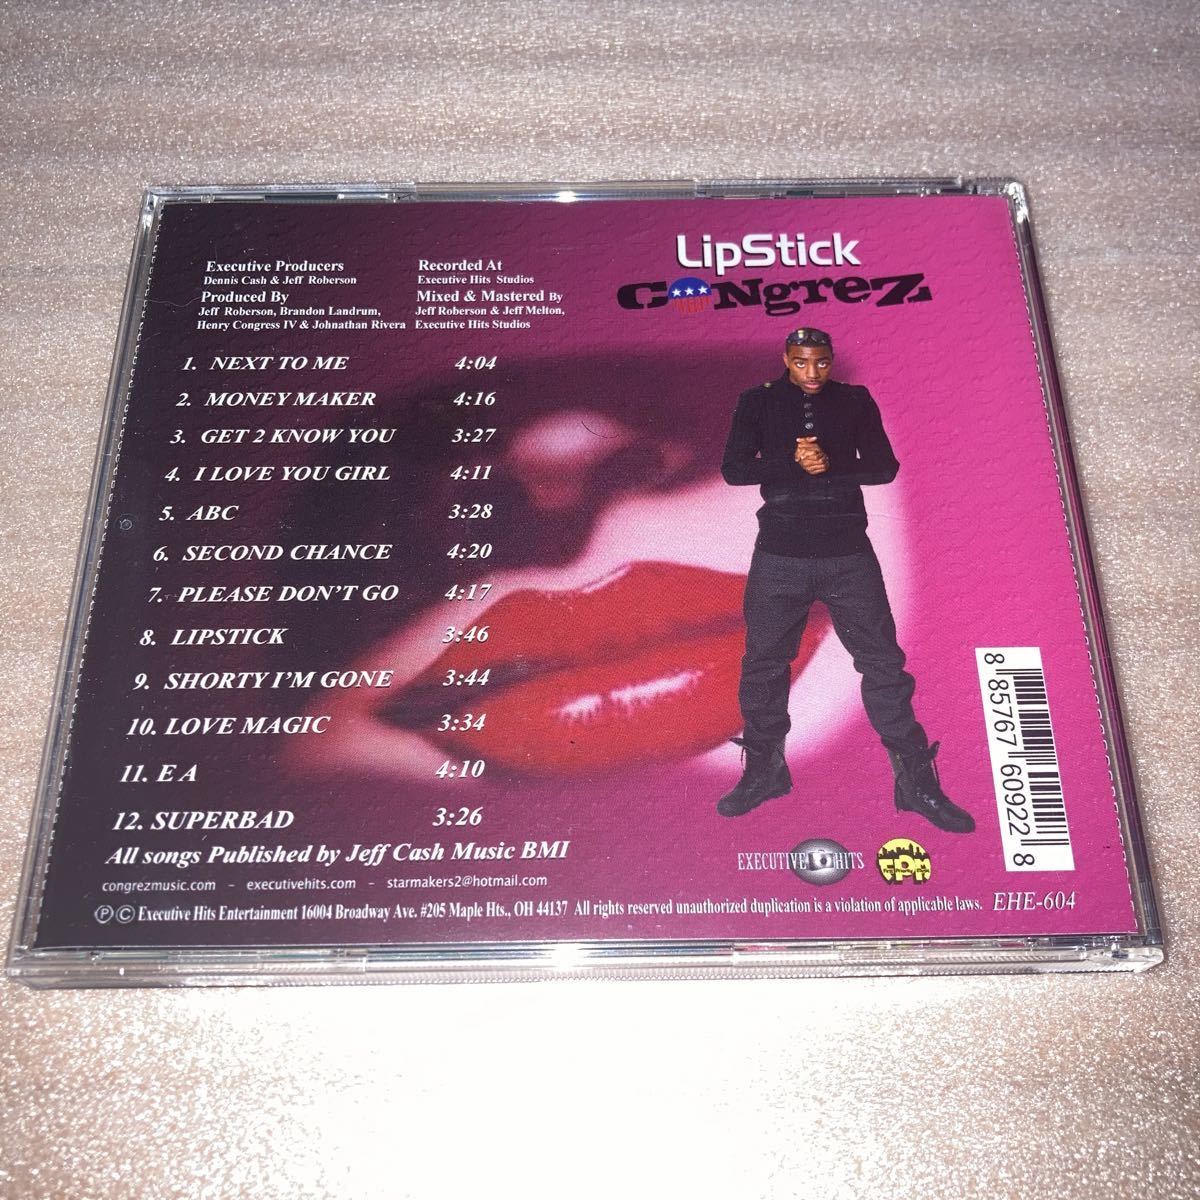 LipStick
CONgreZ
Executive Producers
Dennis Cash & Jeff Roberson
Produced By
Jeff Roberson, Brandon Landrum,
Henry Congress IV & Johnathan Rivera
Recorded At
Executive Hits Studios
Mixed & Mastered By
Jeff Roberson & Jeff Melton,
Executive Hits Studios
1. NEXT TO ME 4:04
2. MONEY MAKER 4:16
3. GET 2 KNOW YOU 3:27
4. I LOVE YOU GIRL 4:11
5. ABC 3:28
6. SECOND CHANCE 4:20
7. PLEASE DON'T GO 4:17
8. LIPSTICK 3:46
9. SHORTY I'M GONE 3:44
10. LOVE MAGIC 3:34
11. E A 4:10
12. SUPERBAD 3:26
All songs Published by Jeff Cash Music BMI
congrezmusic.com – executivehits.com – starmakers2@hotmail.com
℗ © Executive Hits Entertainment 16004 Broadway Ave. #205 Maple Hts., OH 44137 All rights reserved unauthorized duplication is a violation of applicable laws. EHE-604
EXECUTIVE HITS
FPM
8 85767 60922 8